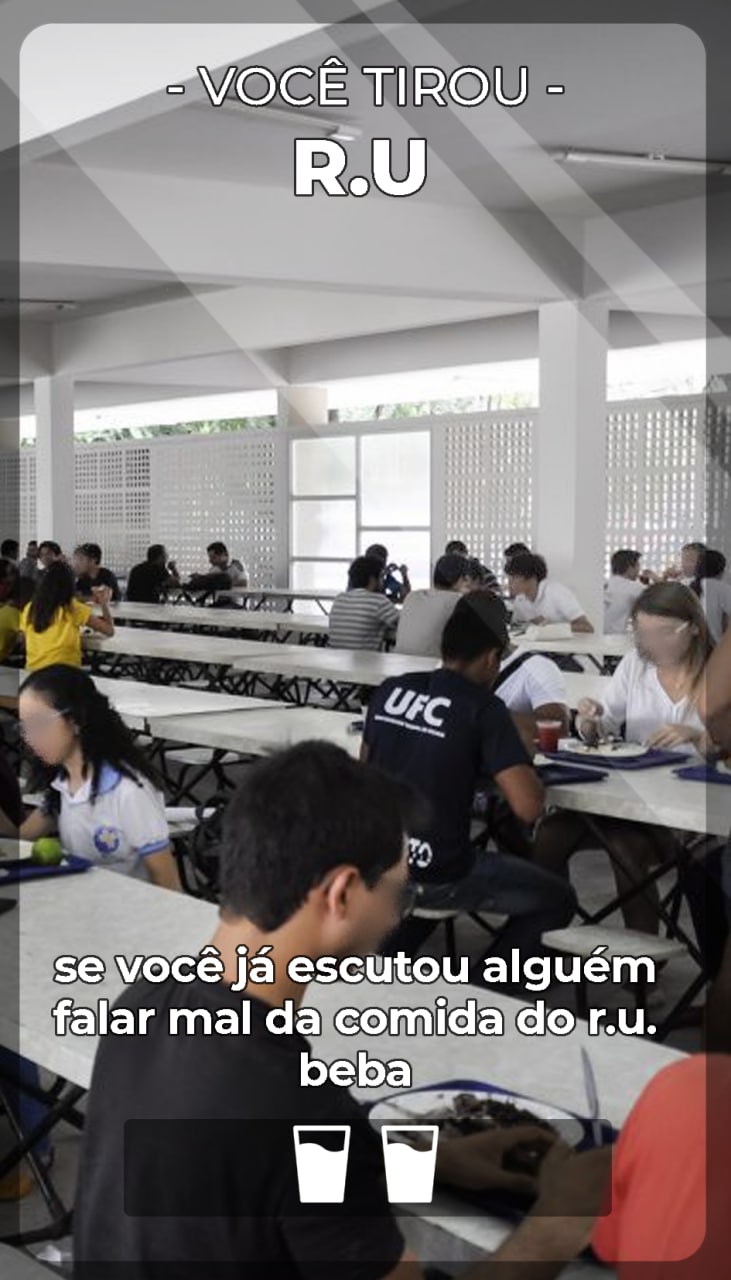 - VOCÊ TIROU -
R.U
UFC
se você já escutou alguém
falar mal da comida do r.u.
beba